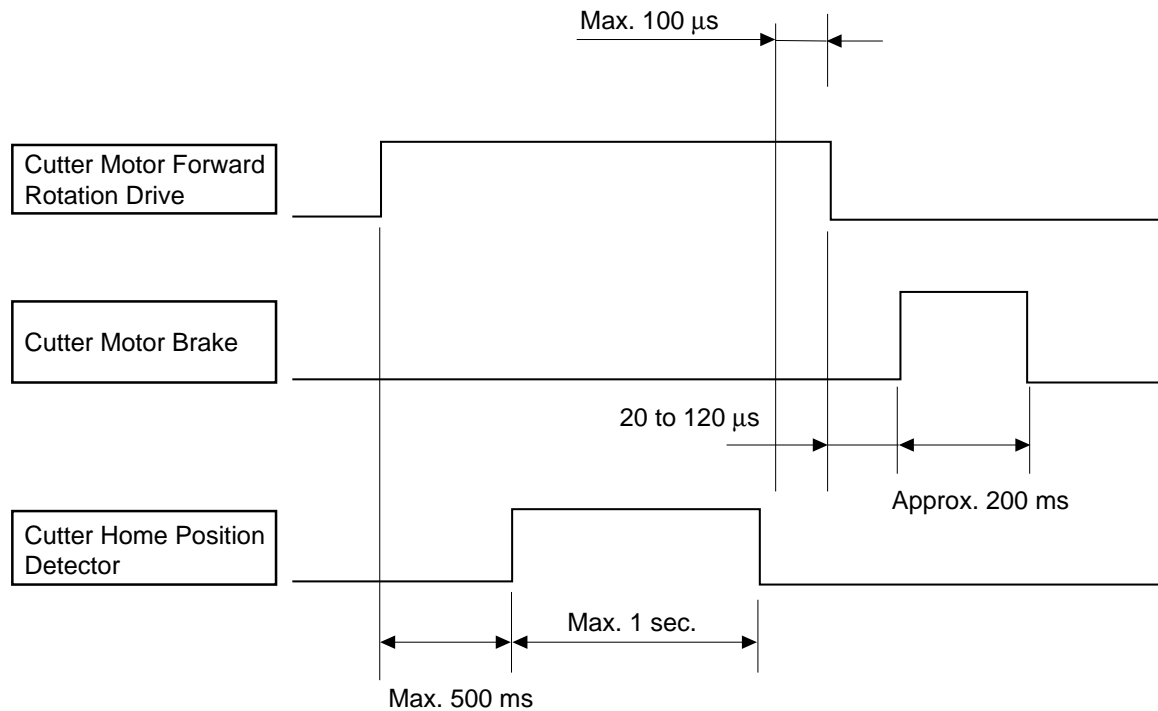 Max. 100 μs
Cutter Motor Forward
Rotation Drive
Cutter Motor Brake
20 to 120 μs
Approx. 200 ms
Cutter Home Position
Detector
Max. 1 sec.
Max. 500 ms